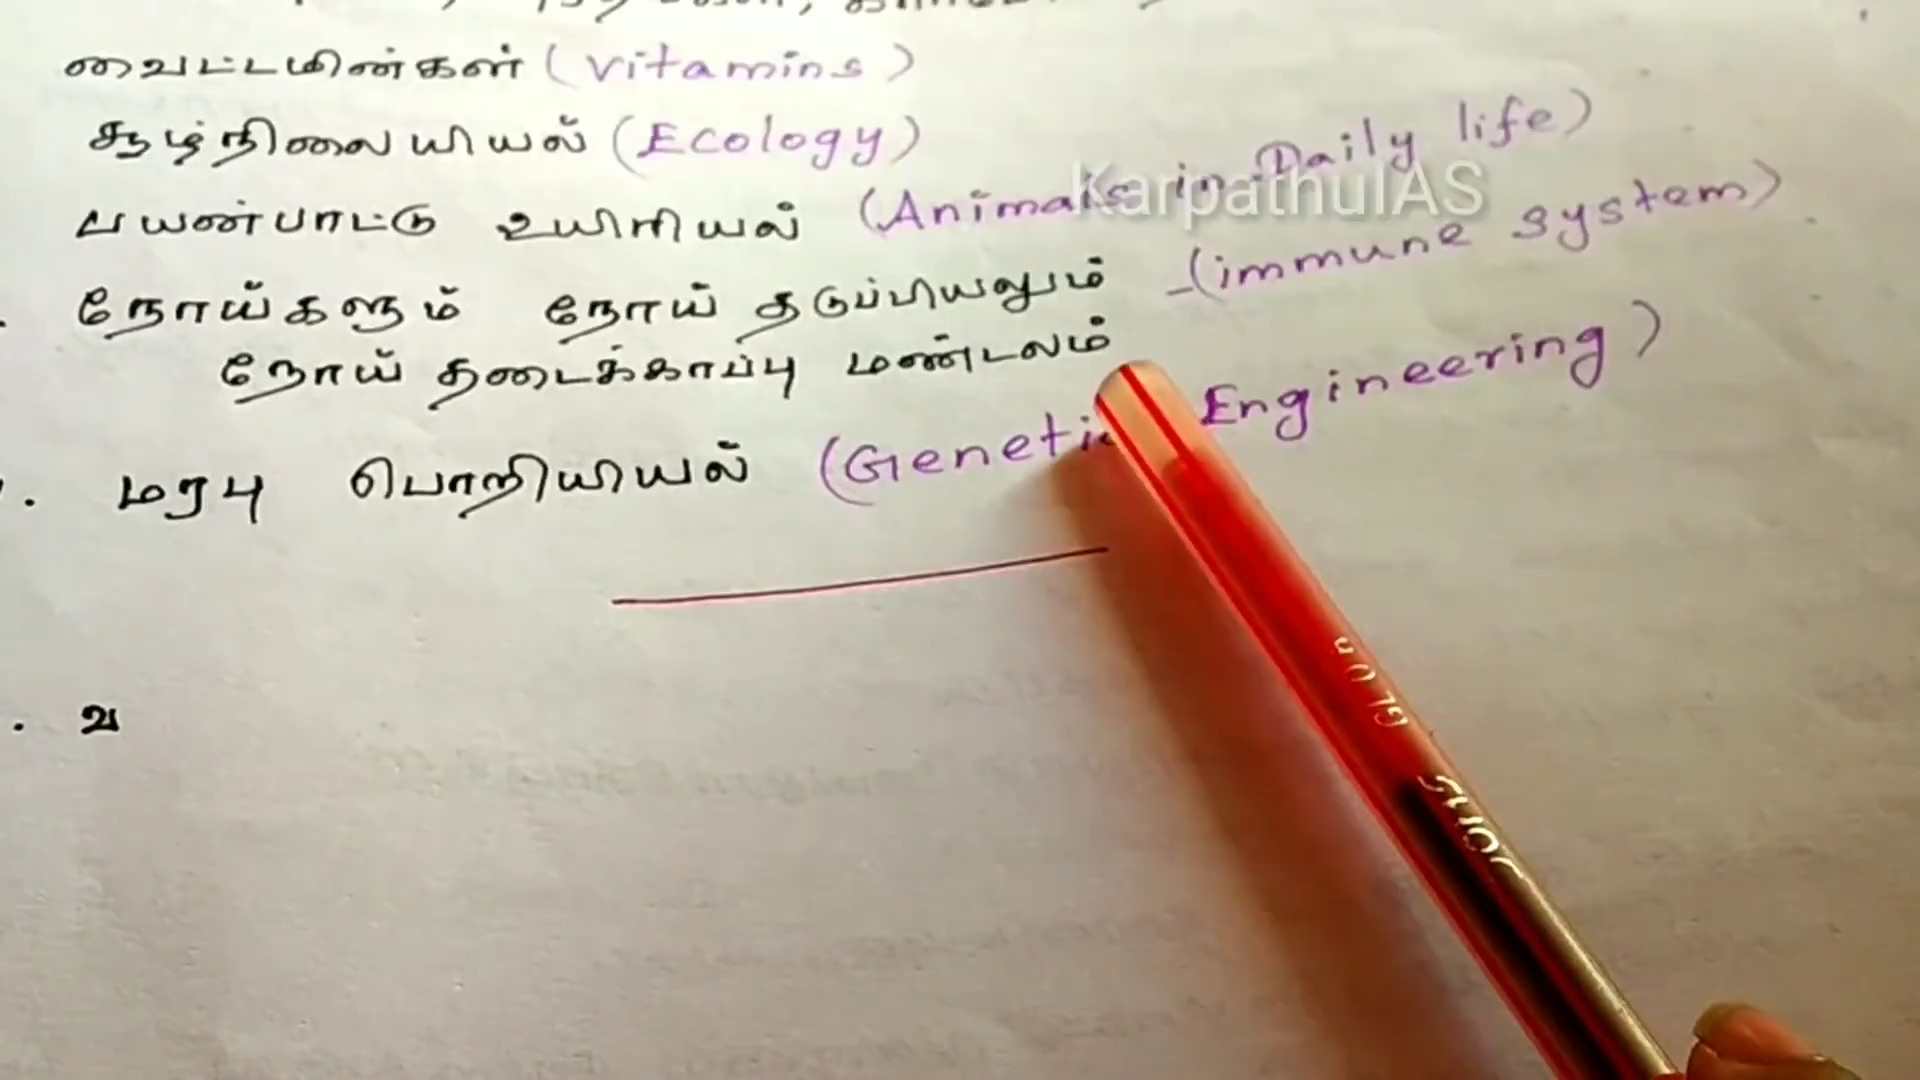 வைட்டமின்கள் (vitamins)
சூழ்நிலையியல் (Ecology)
பயன்பாட்டு உயிரியல் (Animals in Daily life)
KarpathuIAS
நோய்களும் நோய் தடுப்பியலும் -(immune system)
நோய் தடைக்காப்பு மண்டலம்
மரபு பொறியியல் (Genetic Engineering)
. வ